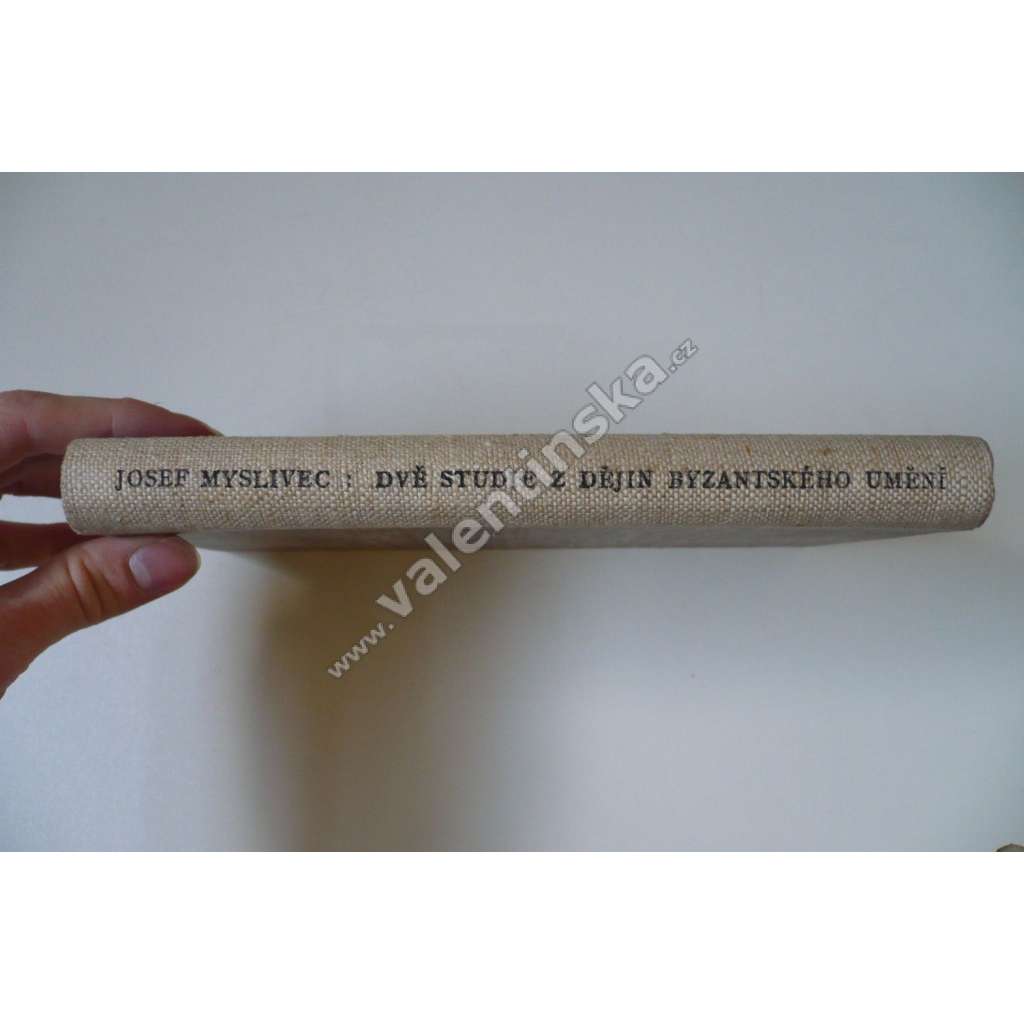 JOSEF MYSLIVEC : DVĚ STUDIE Z DĚJIN BYZANTSKÉHO UMĚNÍ
www.valentinska.cz